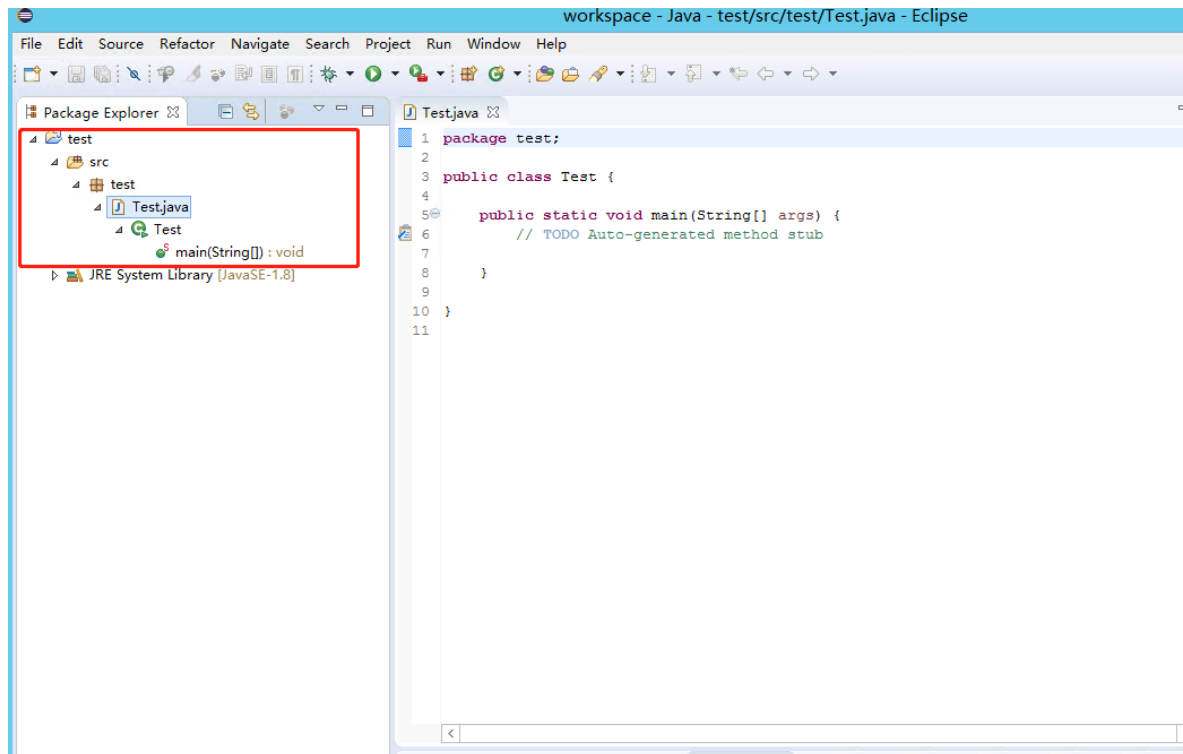 workspace - Java - test/src/test/Test.java - Eclipse
File Edit Source Refactor Navigate Search Project Run Window Help
Package Explorer
test
src
test
Test.java
Test
main(String[]) : void
JRE System Library [JavaSE-1.8]
Test.java
1 package test;
2
3 public class Test {
4
5 public static void main(String[] args) {
6 // TODO Auto-generated method stub
7
8 }
9
10 }
11